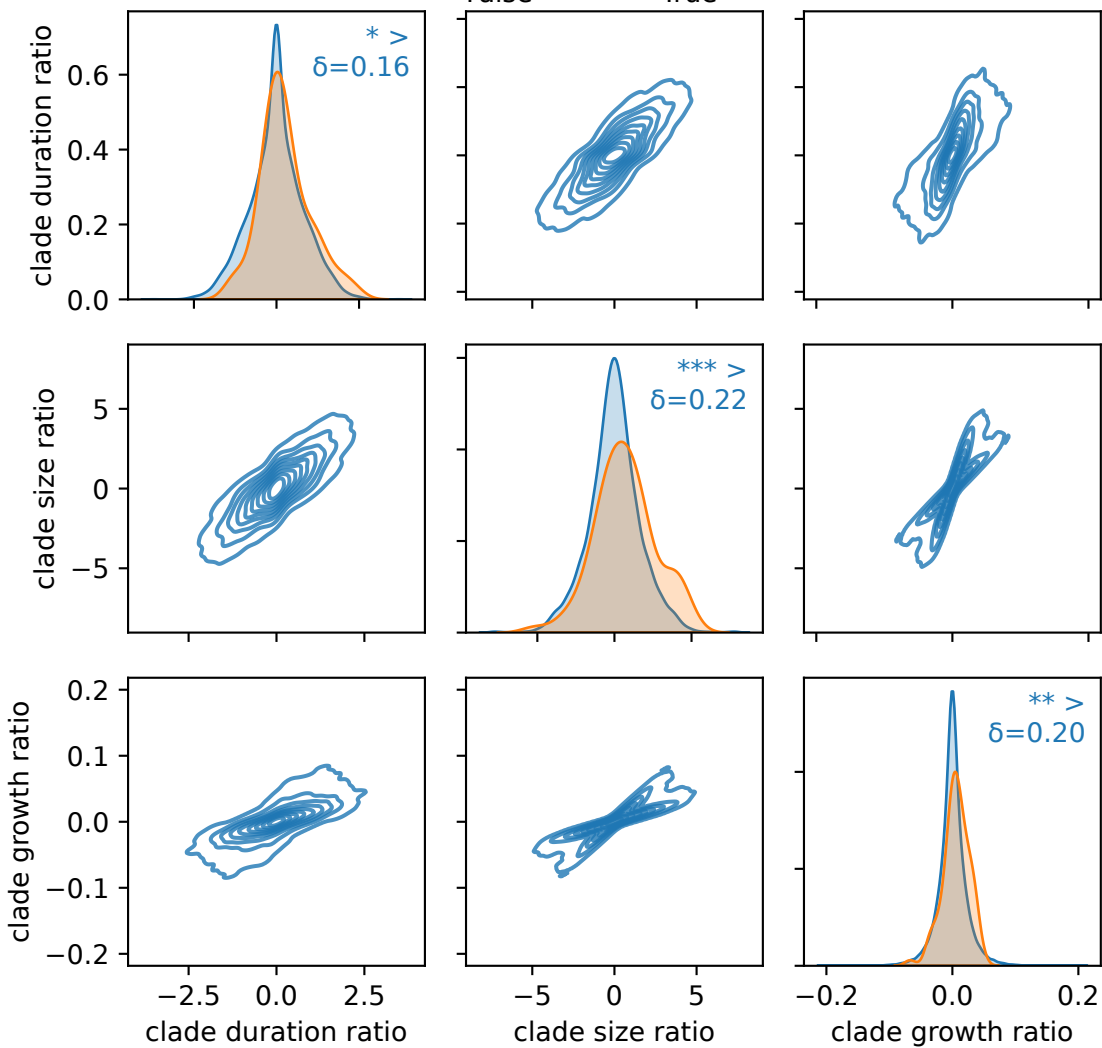 * >
δ=0.16
clade duration ratio
0.6
0.4
0.2
0.0
*** >
δ=0.22
clade size ratio
5
0
−5
** >
δ=0.20
clade growth ratio
0.2
0.1
0.0
−0.1
−0.2
−2.5 0.0 2.5 −5 0 5 −0.2 0.0 0.2
clade duration ratio clade size ratio clade growth ratio